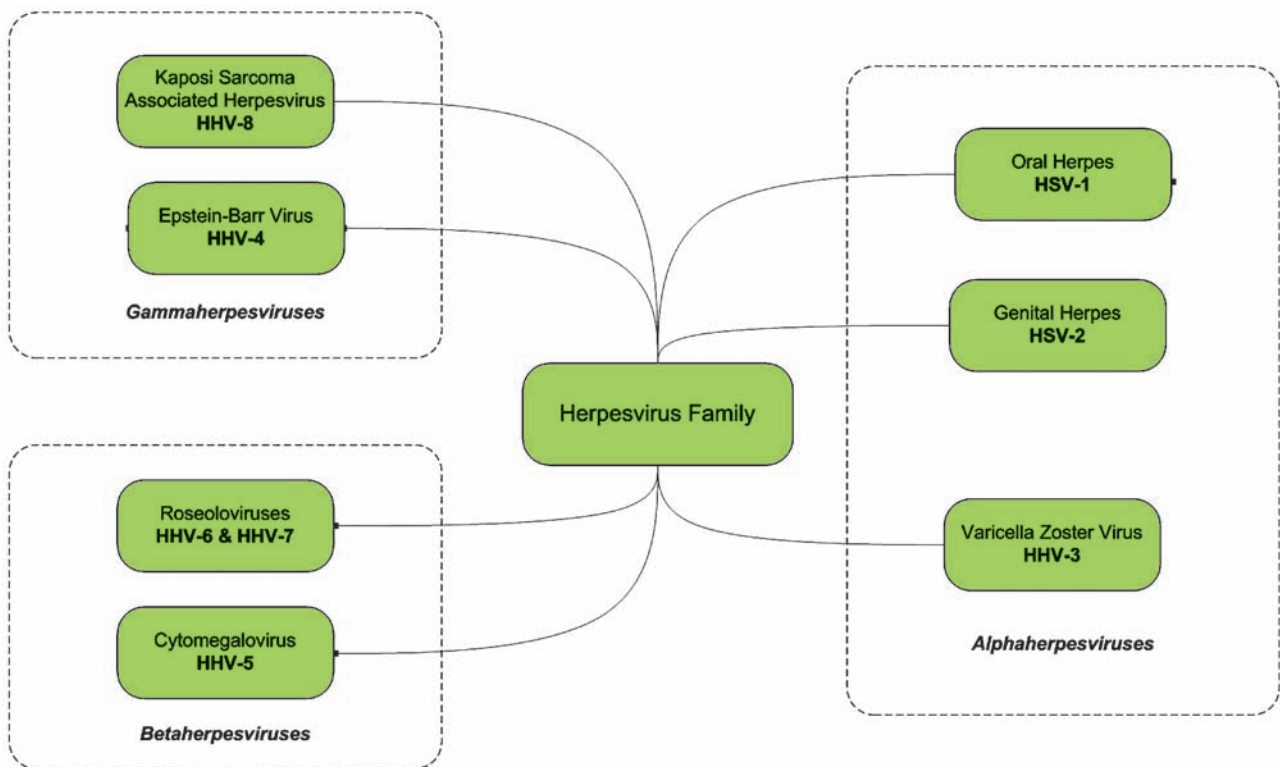 Kaposi Sarcoma
Associated Herpesvirus
HHV-8
Epstein-Barr Virus
HHV-4
Gammaherpesviruses
Herpesvirus Family
Roseoloviruses
HHV-6 & HHV-7
Cytomegalovirus
HHV-5
Betaherpesviruses
Oral Herpes
HSV-1
Genital Herpes
HSV-2
Varicella Zoster Virus
HHV-3
Alphaherpesviruses